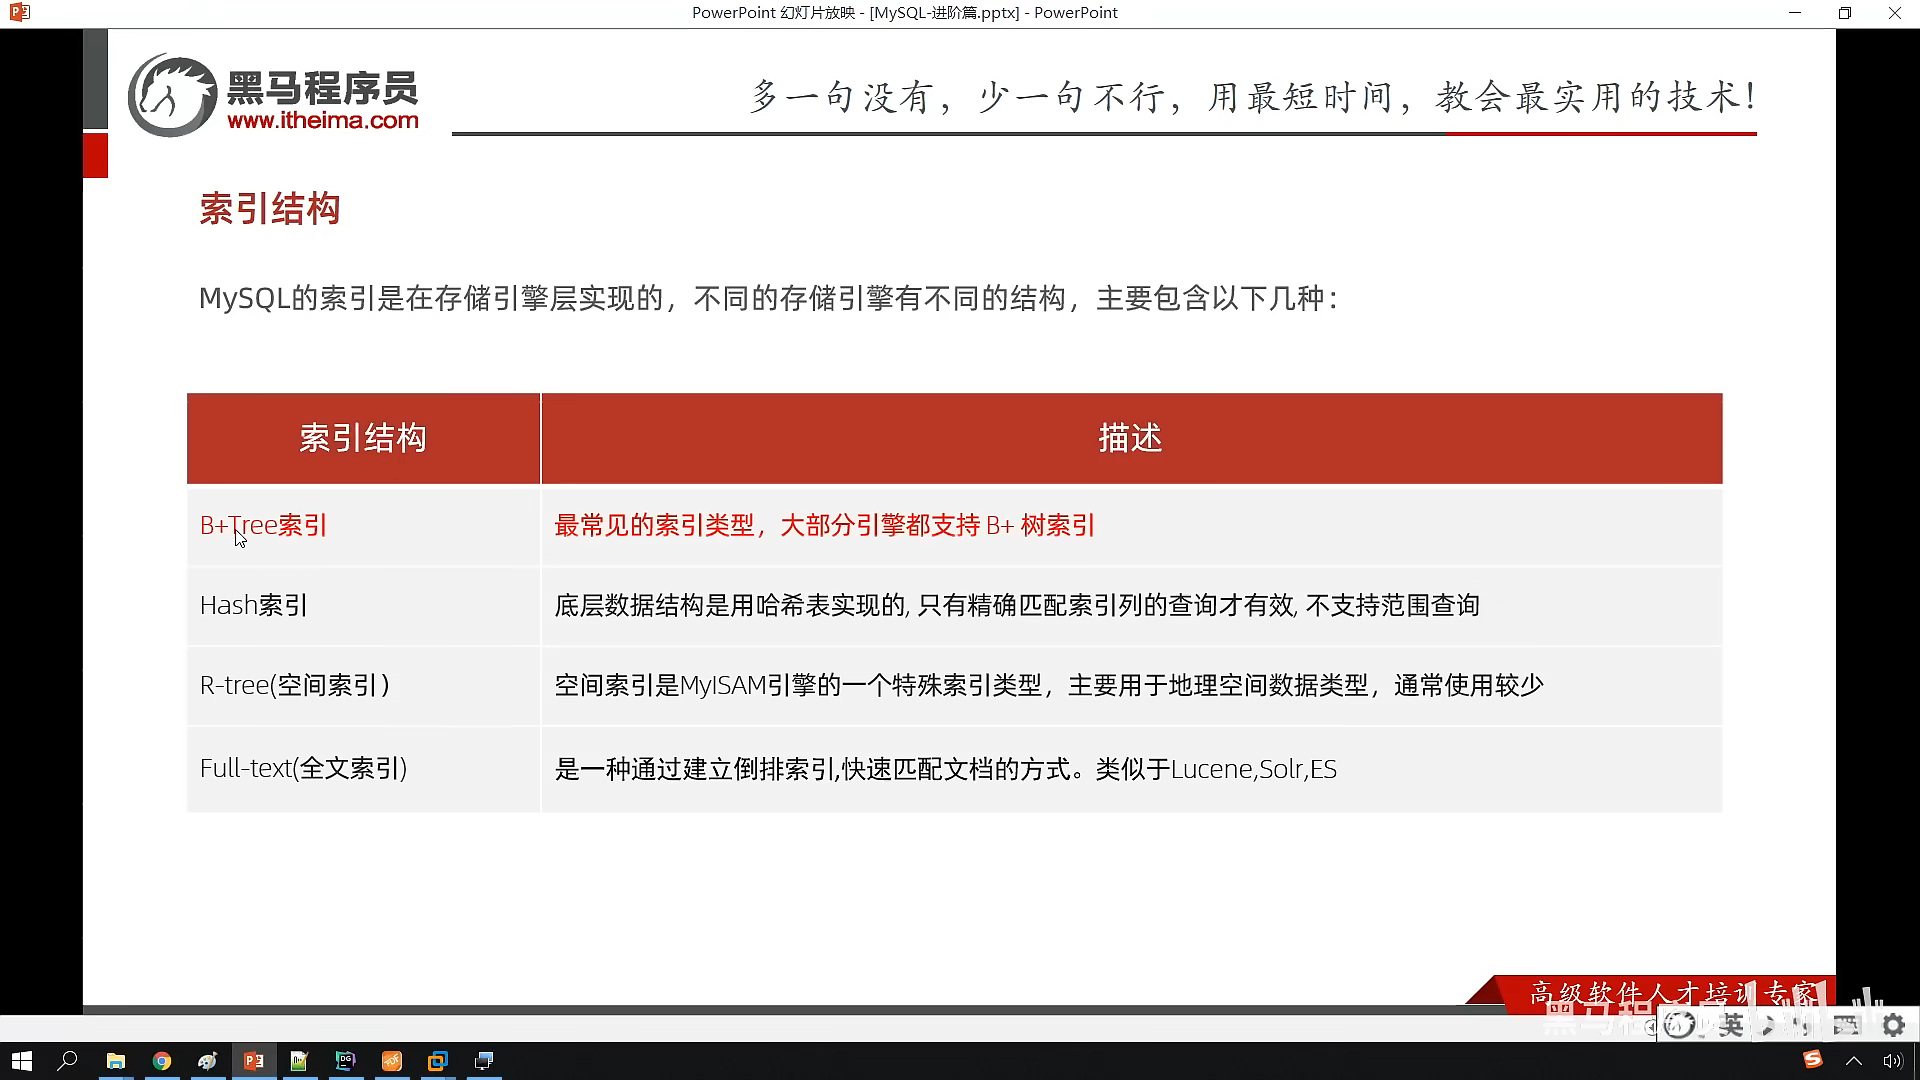 PowerPoint 幻灯片放映 - [MySQL-进阶篇.pptx] - PowerPoint
黑马程序员
www.itheima.com
多一句没有，少一句不行，用最短时间，教会最实用的技术！
索引结构
MySQL的索引是在存储引擎层实现的，不同的存储引擎有不同的结构，主要包含以下几种：
索引结构
描述
B+Tree索引
最常见的索引类型，大部分引擎都支持 B+ 树索引
Hash索引
底层数据结构是用哈希表实现的, 只有精确匹配索引列的查询才有效, 不支持范围查询
R-tree(空间索引）
空间索引是MyISAM引擎的一个特殊索引类型，主要用于地理空间数据类型，通常使用较少
Full-text(全文索引)
是一种通过建立倒排索引,快速匹配文档的方式。类似于Lucene,Solr,ES
高级软件人才培训专家
英